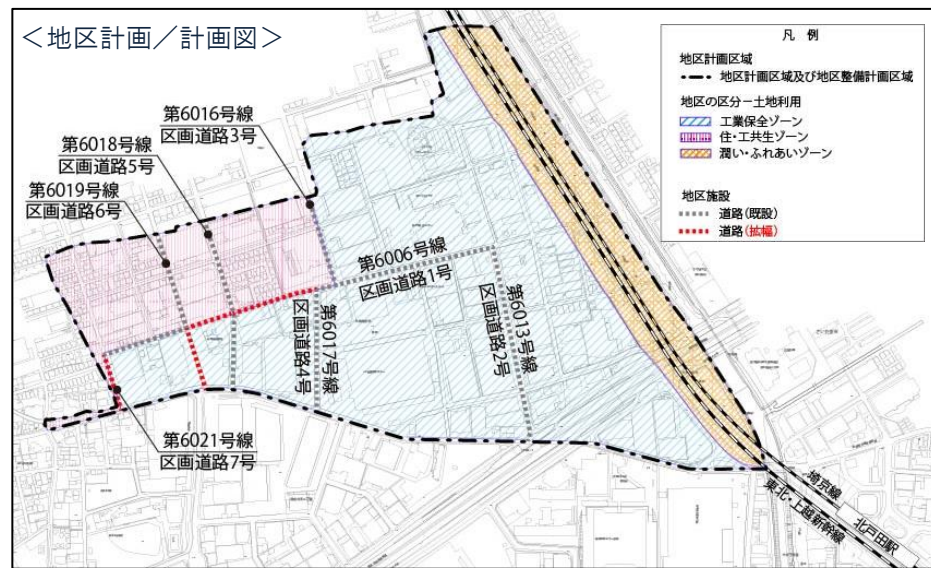 ＜地区計画／計画図＞
凡 例
地区計画区域
地区計画区域及び地区整備計画区域
地区の区分－土地利用
工業保全ゾーン
住・工共生ゾーン
潤い・ふれあいゾーン
地区施設
道路(既設)
道路(拡幅)
第6016号線
区画道路3号
第6018号線
区画道路5号
第6019号線
区画道路6号
第6006号線
区画道路1号
第6017号線
区画道路4号
第6013号線
区画道路2号
第6021号線
区画道路7号
埼京線
東北・上越新幹線
北戸田駅